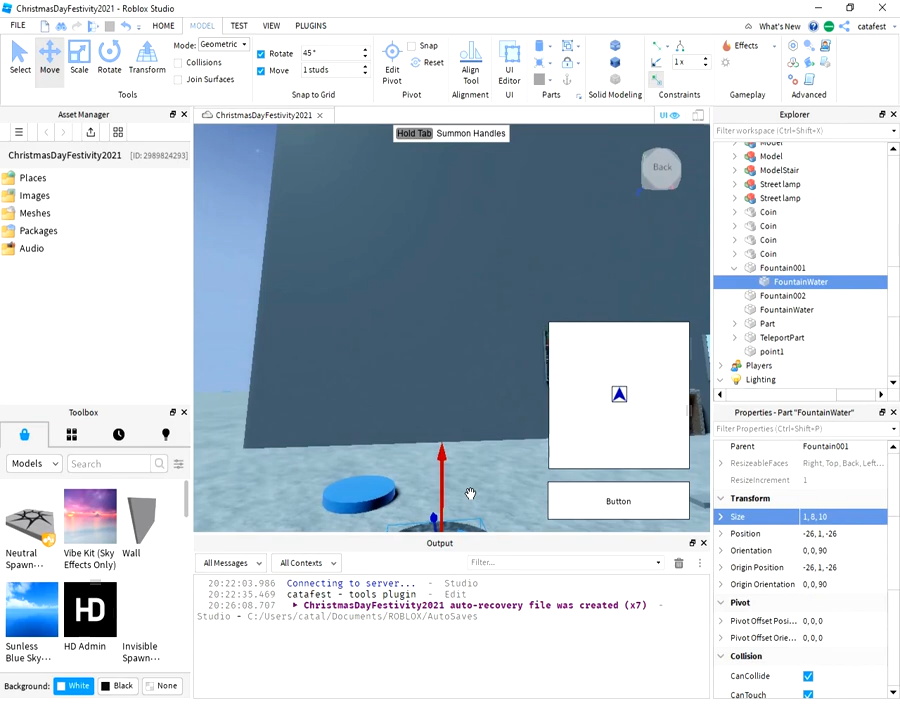 ChristmasDayFestivity2021 - Roblox Studio
FILE HOME MODEL TEST VIEW PLUGINS What's New catafest
Select Move Scale Rotate Transform
Mode: Geometric
Collisions
Join Surfaces
Tools
Rotate 45°
Move 1 studs
Snap to Grid
Edit Pivot
Snap
Reset
Pivot
Align Tool
Alignment
UI Editor
UI
Parts
Solid Modeling
1x
Constraints
Effects
Gameplay
Advanced
Asset Manager
ChristmasDayFestivity2021 [ID: 2989824293]
Places
Images
Meshes
Packages
Audio
Toolbox
Models Search
Neutral Spawn-··
Vibe Kit (Sky Effects Only)
Wall
HD
Sunless Blue Sky···
HD Admin
Invisible Spawn···
Background: White Black None
ChristmasDayFestivity2021 UI
Hold Tab Summon Handles
Back
Button
Output
All Messages All Contexts Filter...
20:22:03.986 Connecting to server... - Studio
20:22:35.469 catafest - tools plugin - Edit
20:26:08.707 ChristmasDayFestivity2021 auto-recovery file was created (x7) -
Studio - C:/Users/catal/Documents/ROBLOX/AutoSaves
Explorer
Filter workspace (Ctrl+Shift+X)
Model
Model
ModelStair
Street lamp
Street lamp
Coin
Coin
Coin
Coin
Fountain001
FountainWater
Fountain002
FountainWater
Part
TeleportPart
point1
Players
Lighting
Properties - Part "FountainWater"
Filter Properties (Ctrl+Shift+P)
Parent Fountain001
ResizeableFaces Right, Top, Back, Left...
ResizeIncrement 1
Transform
Size 1,8,10
Position -26,1,-26
Orientation 0,0,90
Origin Position -26,1,-26
Origin Orientation 0,0,90
Pivot
Pivot Offset Posi... 0,0,0
Pivot Offset Orie... 0,0,0
Collision
CanCollide
CanTouch